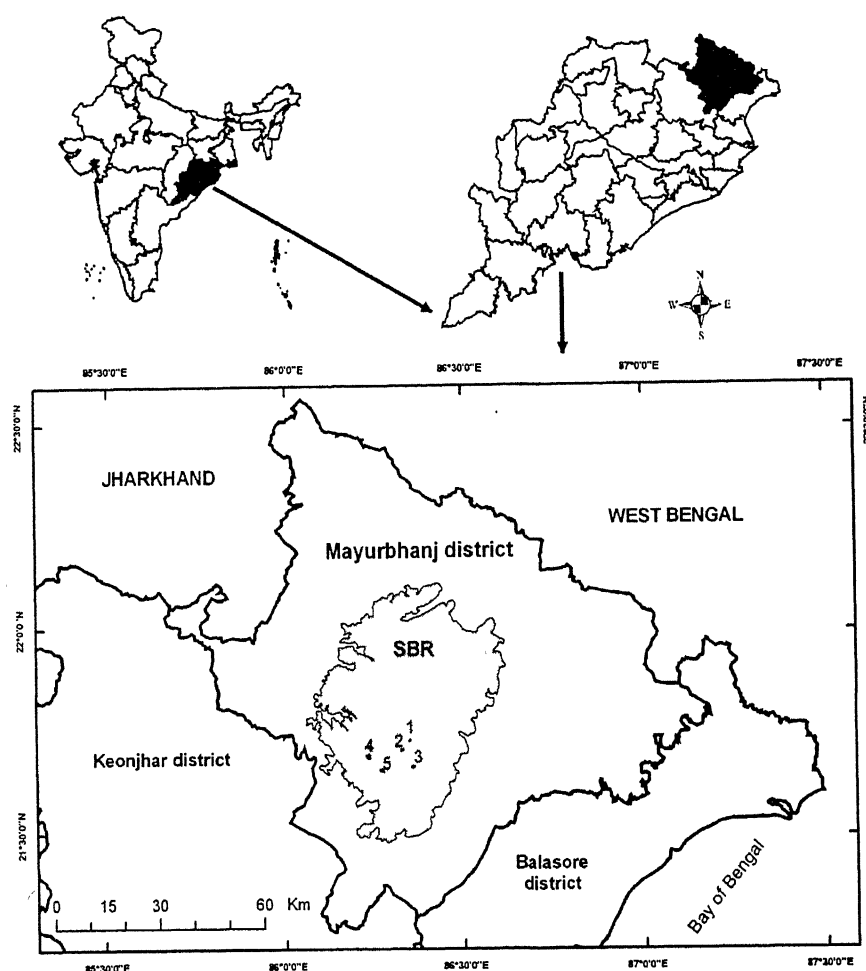 N
W E
S
85°30'0"E 86°0'0"E 86°30'0"E 87°0'0"E 87°30'0"E
22°30'0"N
JHARKHAND
WEST BENGAL
Mayurbhanj district
22°0'0"N
SBR
1
2
4
3
5
Keonjhar district
21°30'0"N
Balasore
district
Bay of Bengal
0 15 30 60 Km
85°30'0"E 86°0'0"E 86°30'0"E 87°0'0"E 87°30'0"E